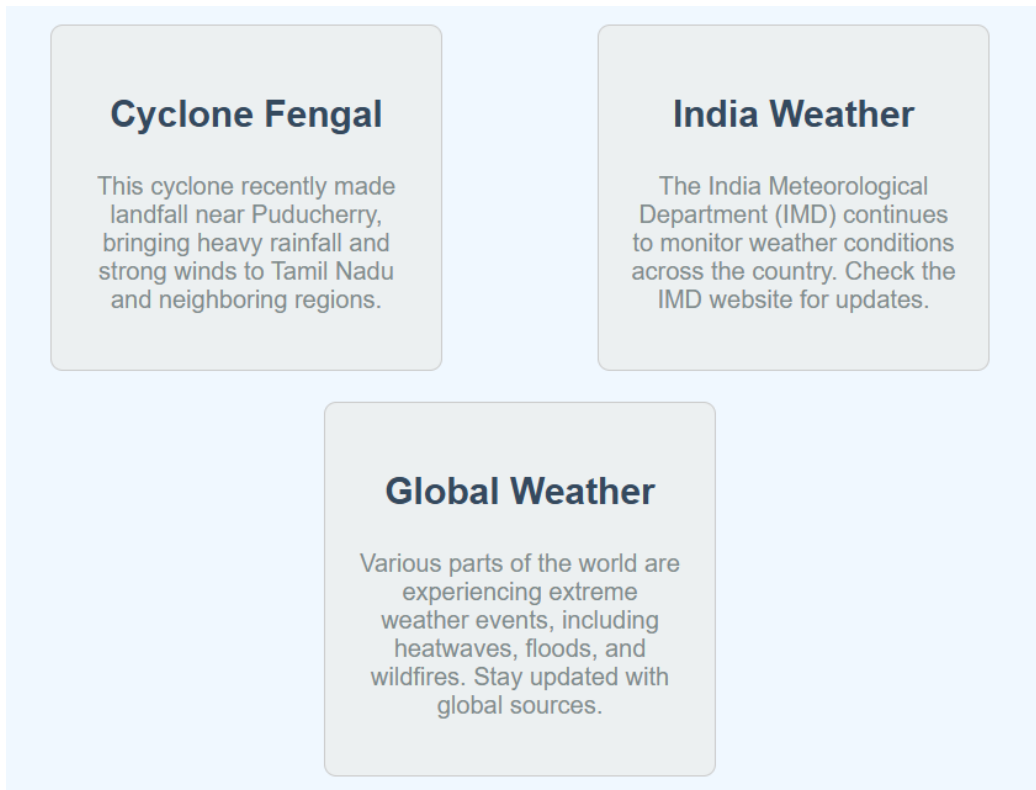 Cyclone Fengal
This cyclone recently made
landfall near Puducherry,
bringing heavy rainfall and
strong winds to Tamil Nadu
and neighboring regions.
India Weather
The India Meteorological
Department (IMD) continues
to monitor weather conditions
across the country. Check the
IMD website for updates.
Global Weather
Various parts of the world are
experiencing extreme
weather events, including
heatwaves, floods, and
wildfires. Stay updated with
global sources.